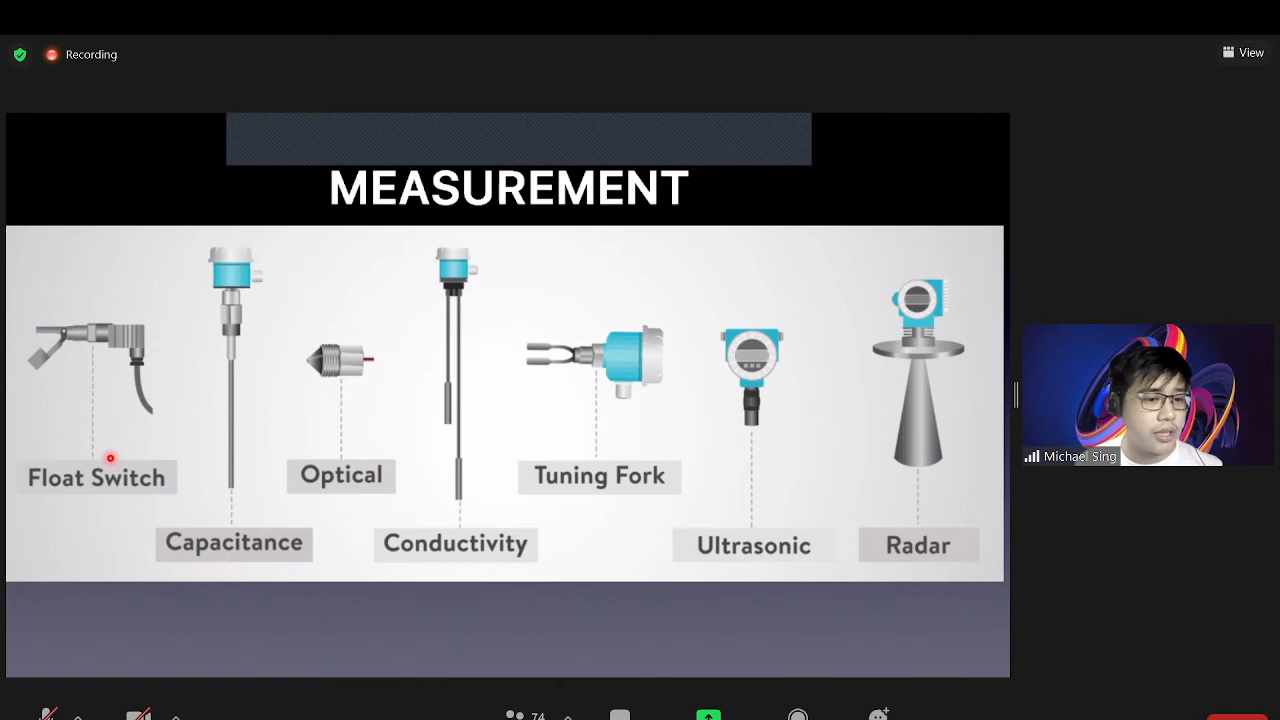 Recording
View
MEASUREMENT
Float Switch
Optical
Tuning Fork
Capacitance
Conductivity
Ultrasonic
Radar
Michael Sing
74